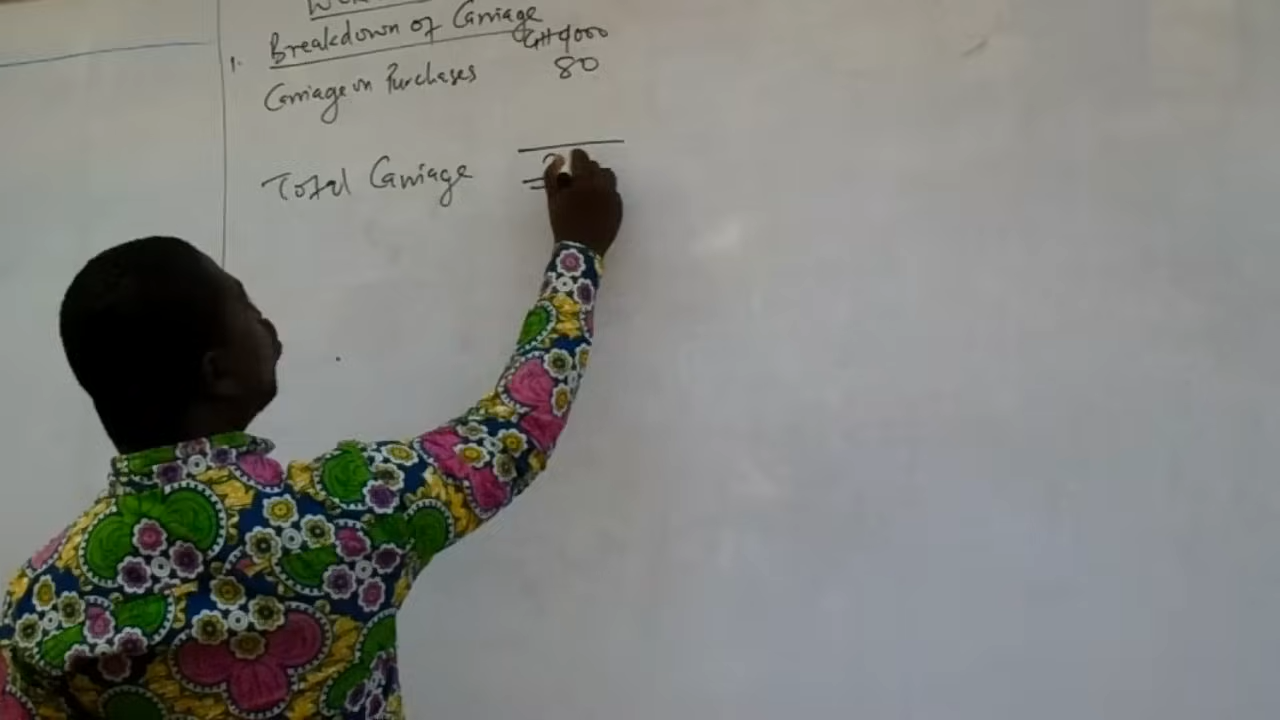 1. Breakdown of Carriage
GH¢000
Carriage on Purchases 80
Total Carriage